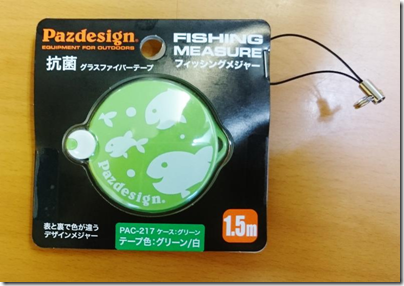 Pazdesign®
EQUIPMENT FOR OUTDOORS
FISHING
MEASURE
フィッシングメジャー
抗菌 グラスファイバーテープ
Pazdesign.
表と裏で色が違う
デザインメジャー
PAC-217 ケース:グリーン
テープ色:グリーン/白
1.5m